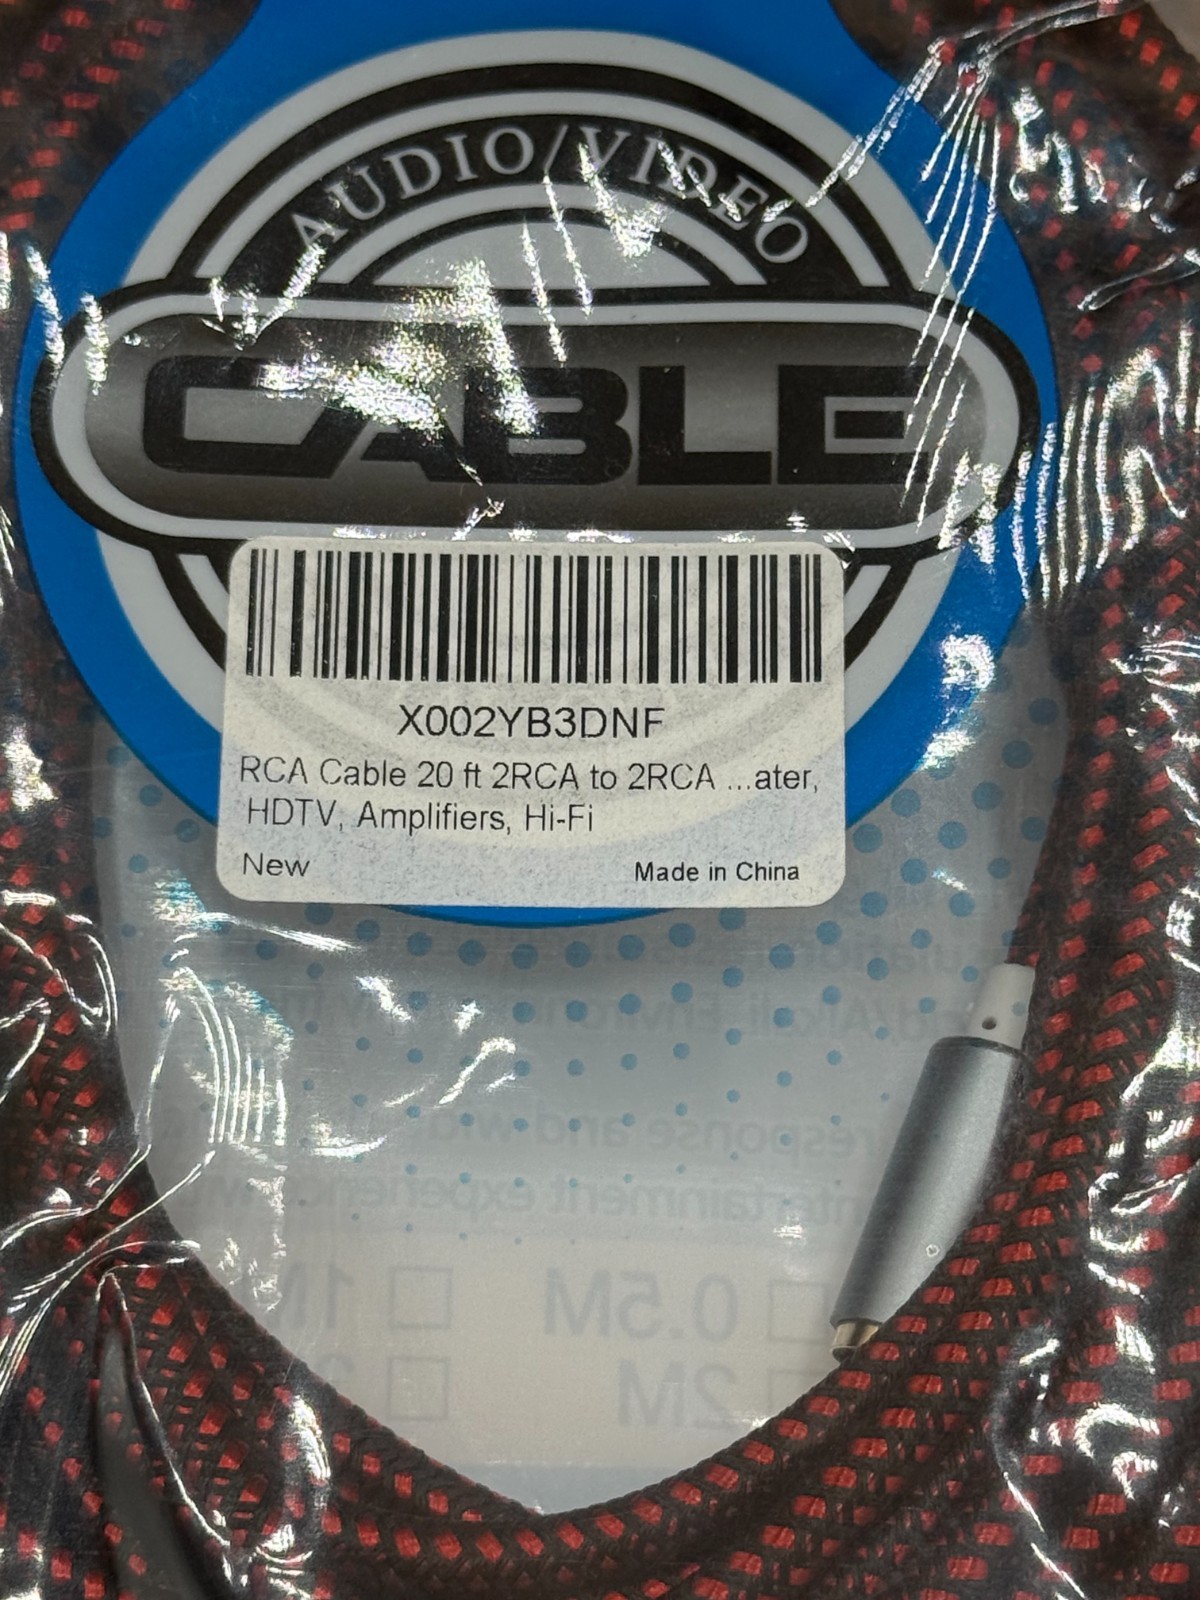 AUDIO/VIDEO
CABLE
X002YB3DNF
RCA Cable 20 ft 2RCA to 2RCA ...ater,
HDTV, Amplifiers, Hi-Fi
New
Made in China
response and wide
entertainment experience
0.5M
1M
2M